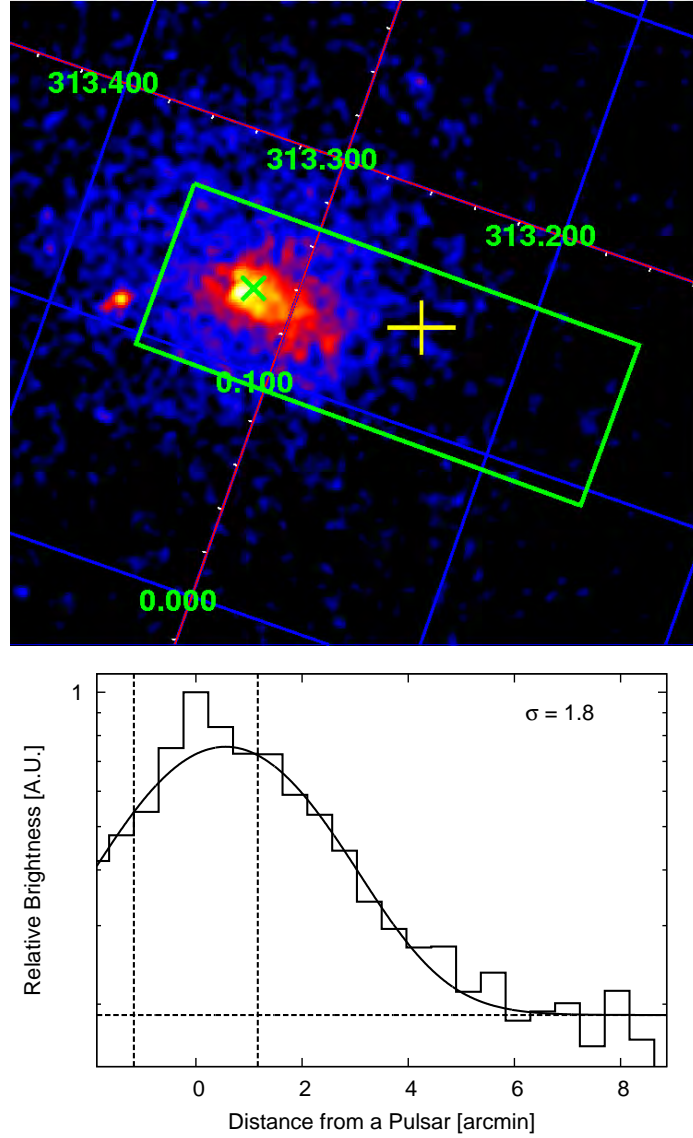 313.400
313.300
313.200
0.100
0.000
1
σ = 1.8
Relative Brightness [A.U.]
0 2 4 6 8
Distance from a Pulsar [arcmin]